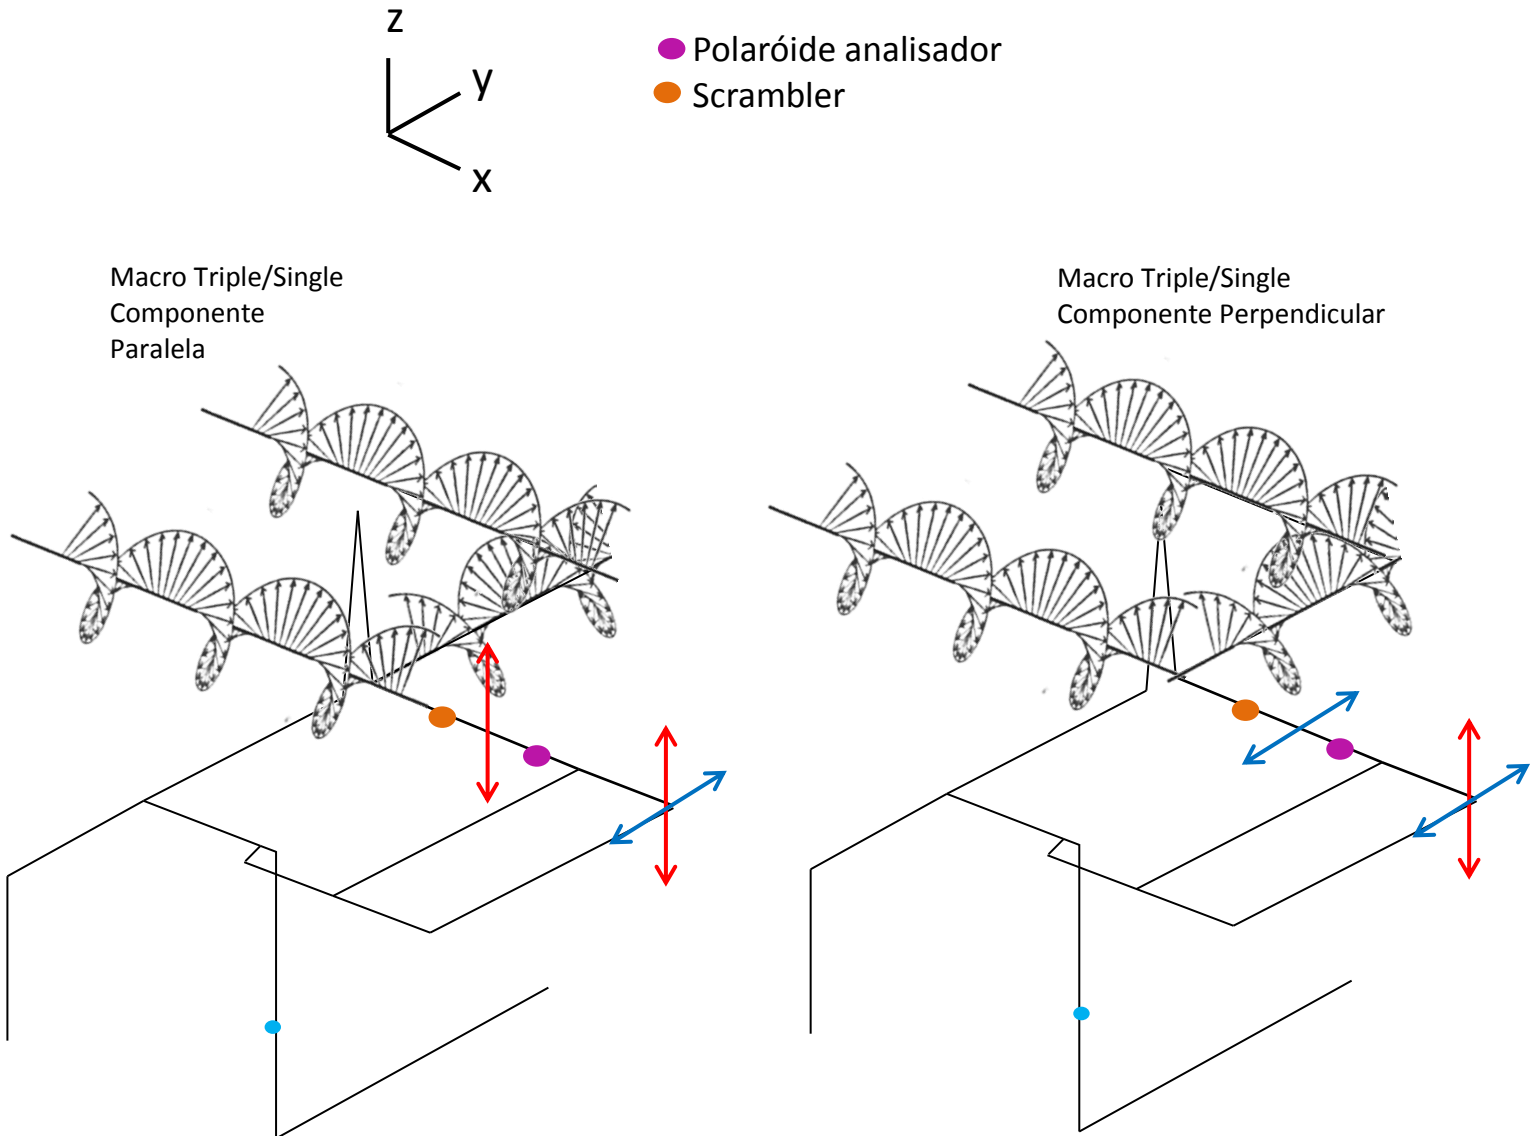 z
y
x
Polaróide analisador
Scrambler
Macro Triple/Single
Componente
Paralela
Macro Triple/Single
Componente Perpendicular